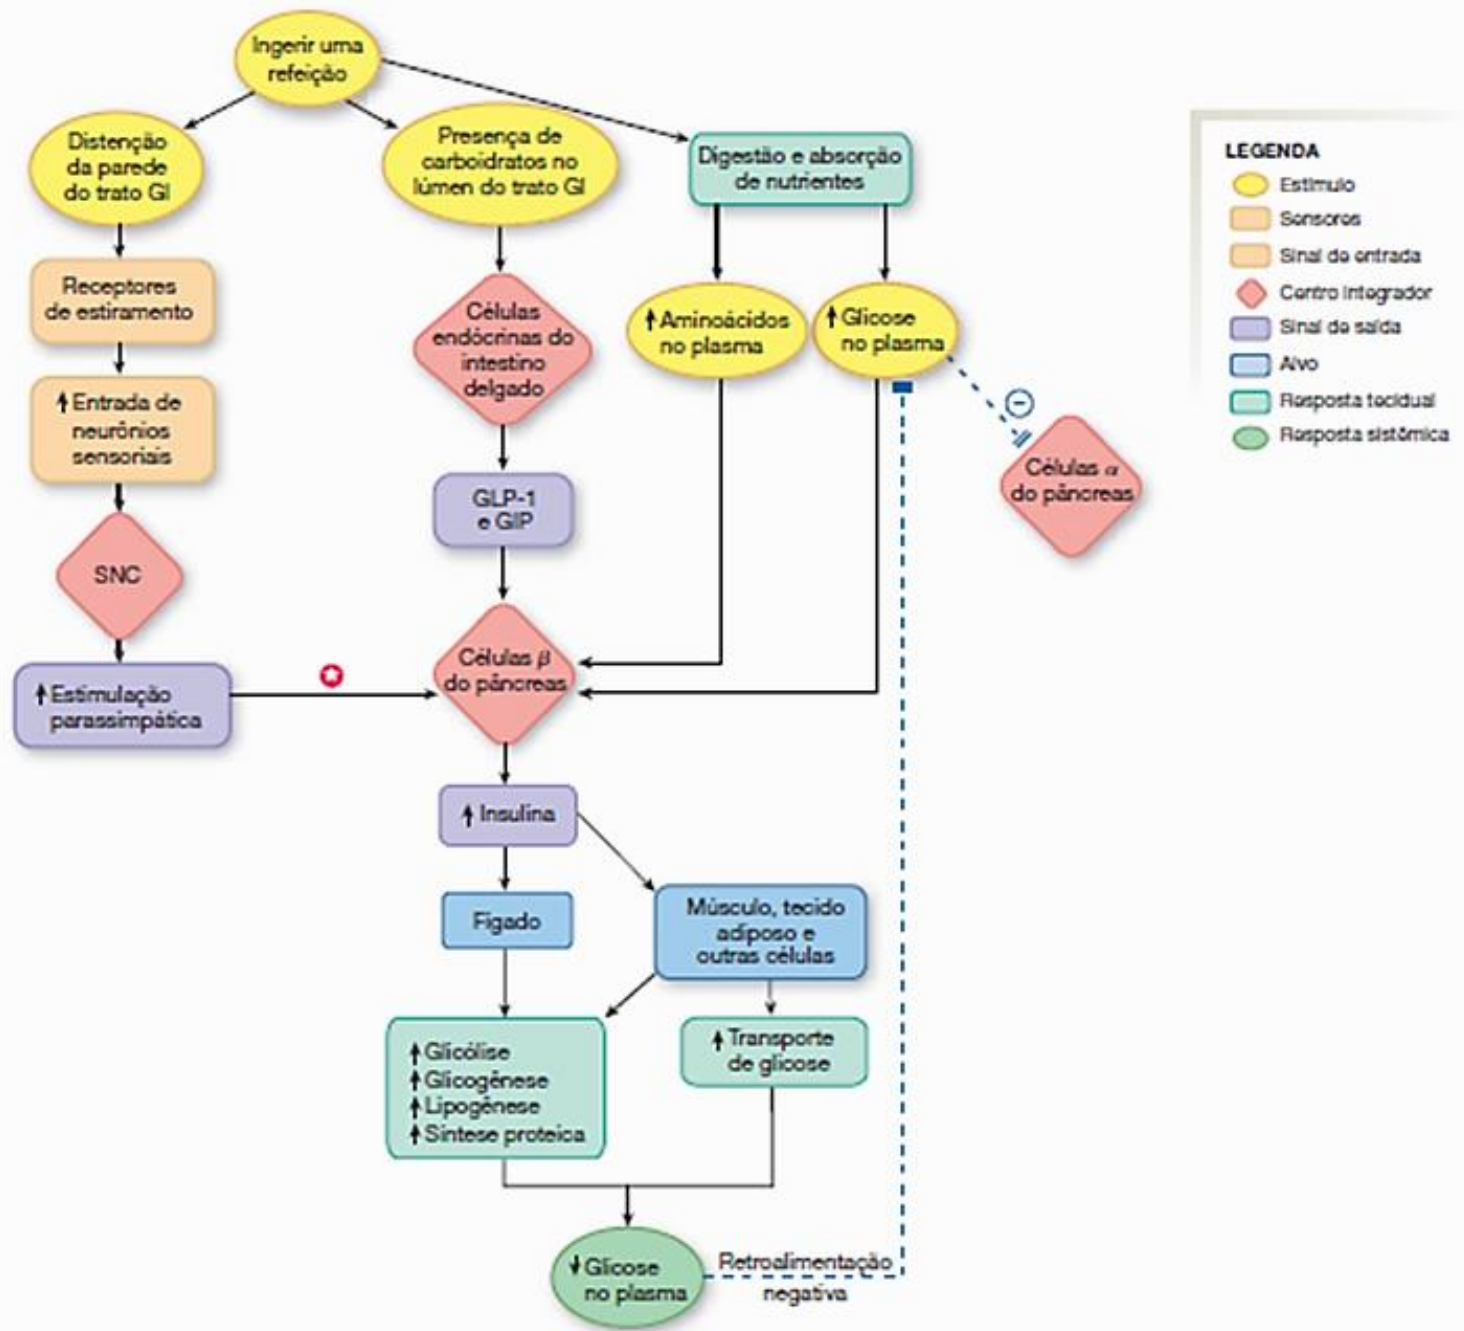 Ingerir uma
refeição
Distenção
da parede
do trato GI
Presença de
carboidratos no
lúmen do trato GI
Digestão e absorção
de nutrientes
LEGENDA
Estímulo
Sensores
Sinal de entrada
Centro integrador
Sinal de saída
Alvo
Resposta tecidual
Resposta sistêmica
Receptores
de estiramento
Células
endócrinas do
intestino
delgado
↑ Aminoácidos
no plasma
↑ Glicose
no plasma
↑ Entrada de
neurônios
sensoriais
−
Células α
do pâncreas
GLP-1
e GIP
SNC
Células β
do pâncreas
↑ Estimulação
parassimpática
↑ Insulina
Fígado
Músculo, tecido
adiposo e
outras células
↑ Glicólise
↑ Glicogênese
↑ Lipogênese
↑ Síntese proteica
↑ Transporte
de glicose
↓ Glicose
no plasma
Retroalimentação
negativa